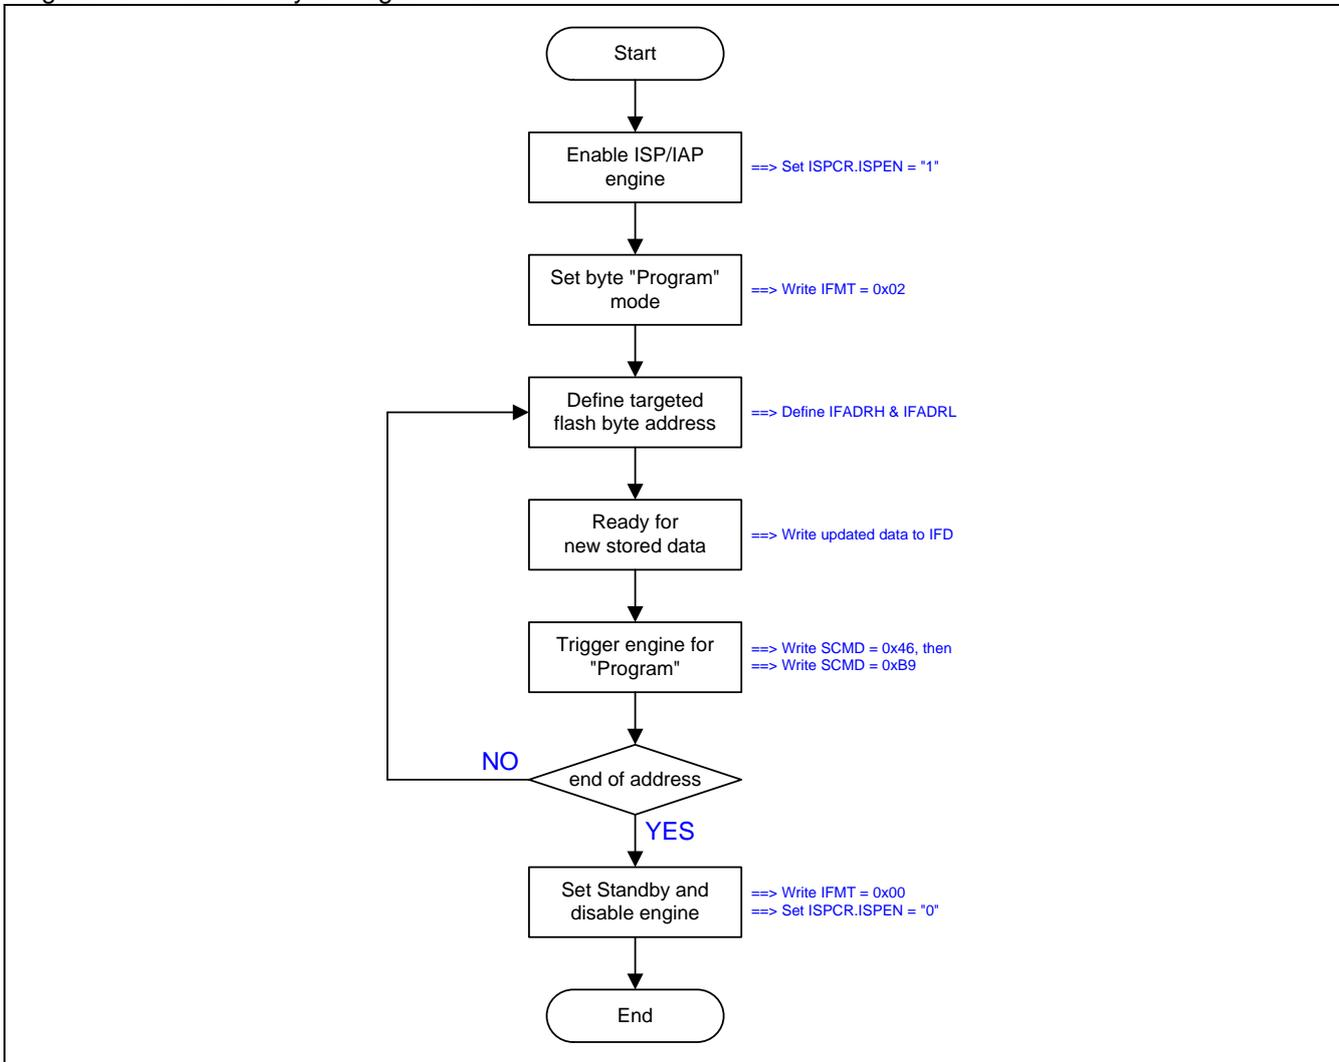 Start
Enable ISP/IAP
engine
==> Set ISPCR.ISPEN = "1"
Set byte "Program"
mode
==> Write IFMT = 0x02
Define targeted
flash byte address
==> Define IFADRH & IFADRL
Ready for
new stored data
==> Write updated data to IFD
Trigger engine for
"Program"
==> Write SCMD = 0x46, then
==> Write SCMD = 0xB9
NO
end of address
YES
Set Standby and
disable engine
==> Write IFMT = 0x00
==> Set ISPCR.ISPEN = "0"
End